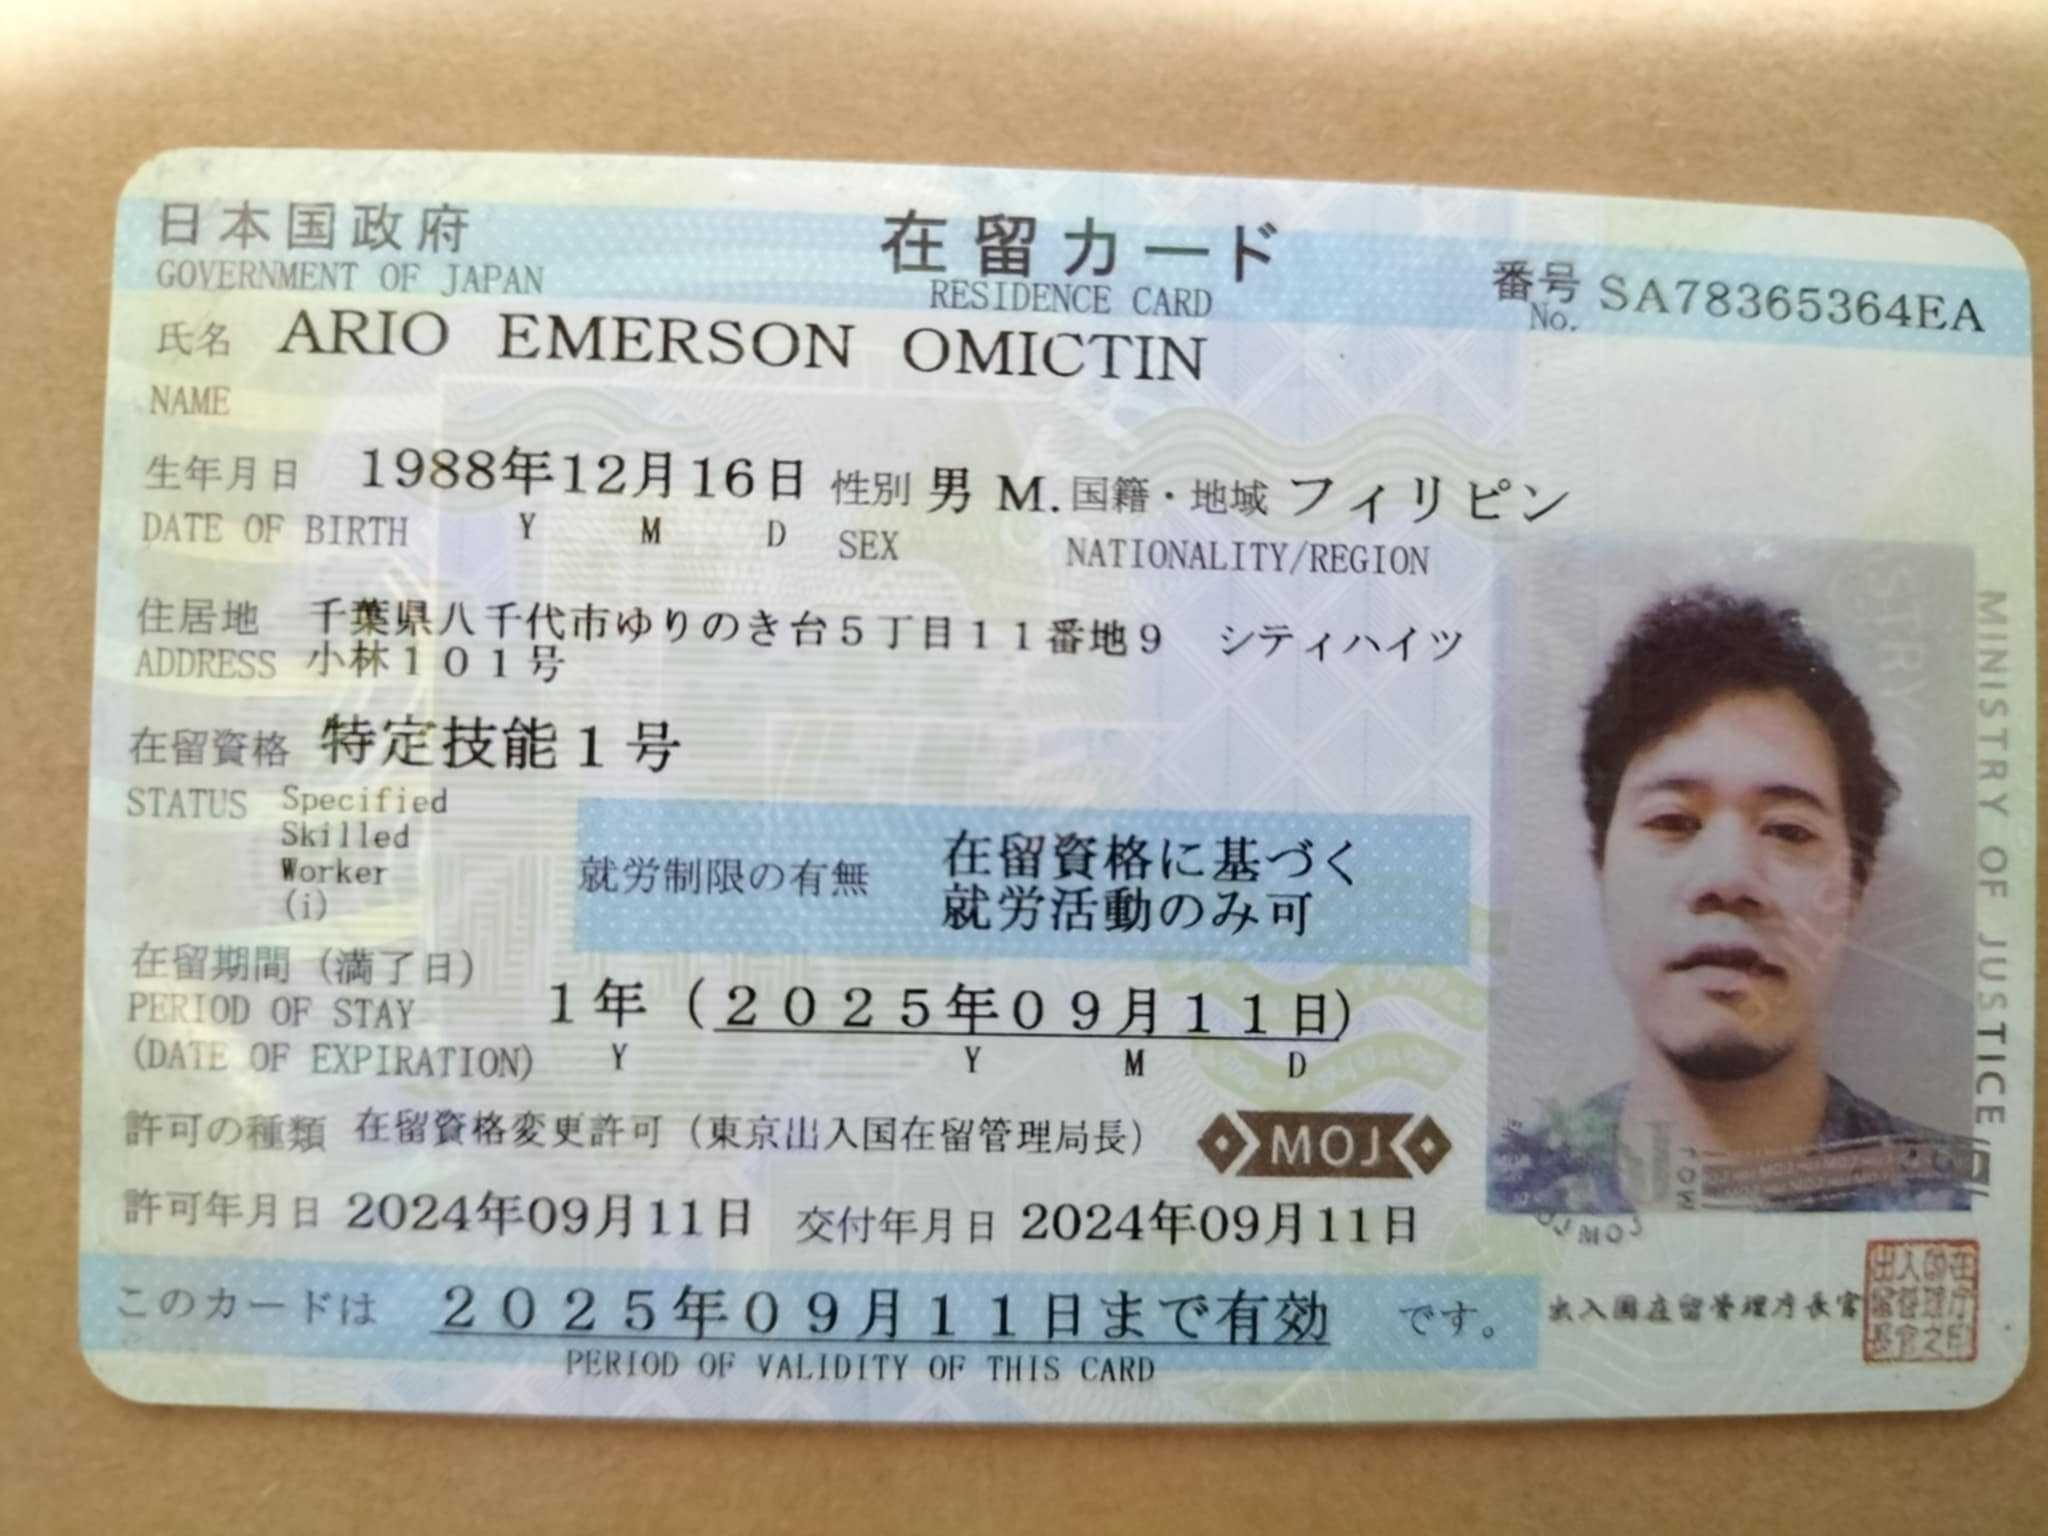 日本国政府
GOVERNMENT OF JAPAN
在留カード
RESIDENCE CARD
番号 SA78365364EA
No.
氏名 ARIO EMERSON OMICTIN
NAME
生年月日 1988年12月16日 性別 男 M. 国籍・地域 フィリピン
DATE OF BIRTH Y M D SEX NATIONALITY/REGION
住居地 千葉県八千代市ゆりのき台5丁目11番地9 シティハイツ
ADDRESS 小林101号
在留資格 特定技能1号
STATUS Specified
Skilled
Worker
(i)
就労制限の有無 在留資格に基づく
就労活動のみ可
在留期間（満了日）
PERIOD OF STAY 1年（2025年09月11日）
(DATE OF EXPIRATION) Y Y M D
許可の種類 在留資格変更許可（東京出入国在留管理局長）
MOJ
許可年月日 2024年09月11日 交付年月日 2024年09月11日
このカードは 2025年09月11日まで有効 です。
PERIOD OF VALIDITY OF THIS CARD
出入国在留管理庁長官
MINISTRY OF JUSTICE